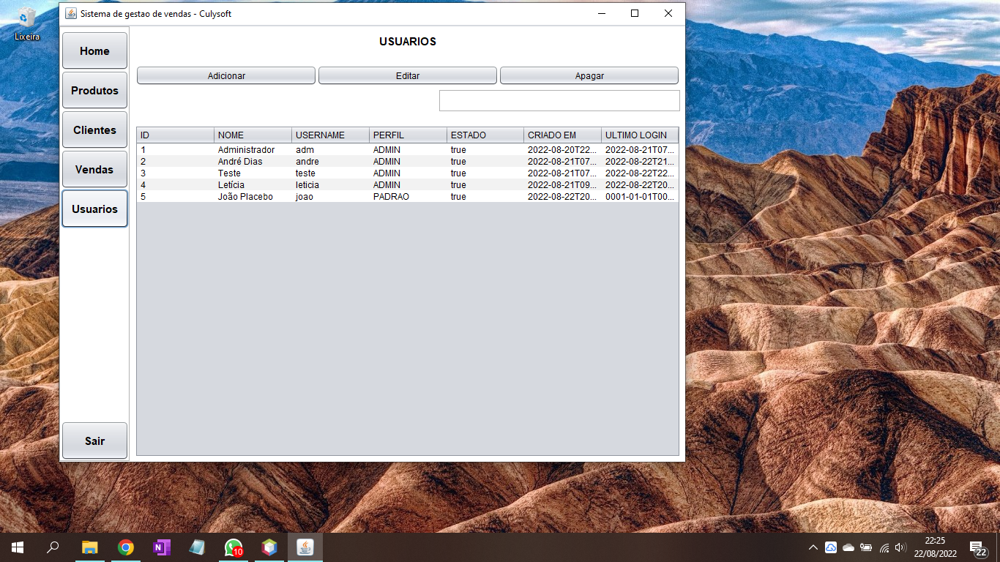 Sistema de gestao de vendas - Culysoft
Lixeira
Home
Produtos
Clientes
Vendas
Usuarios
Sair
USUARIOS
Adicionar Editar Apagar
ID NOME USERNAME PERFIL ESTADO CRIADO EM ULTIMO LOGIN
1 Administrador adm ADMIN true 2022-08-20T22... 2022-08-21T07...
2 André Dias andre ADMIN true 2022-08-21T07... 2022-08-22T21...
3 Teste teste ADMIN true 2022-08-21T07... 2022-08-22T22...
4 Letícia leticia ADMIN true 2022-08-21T09... 2022-08-22T20...
5 João Placebo joao PADRAO true 2022-08-22T20... 0001-01-01T00...
N
10
22:25
22/08/2022
22